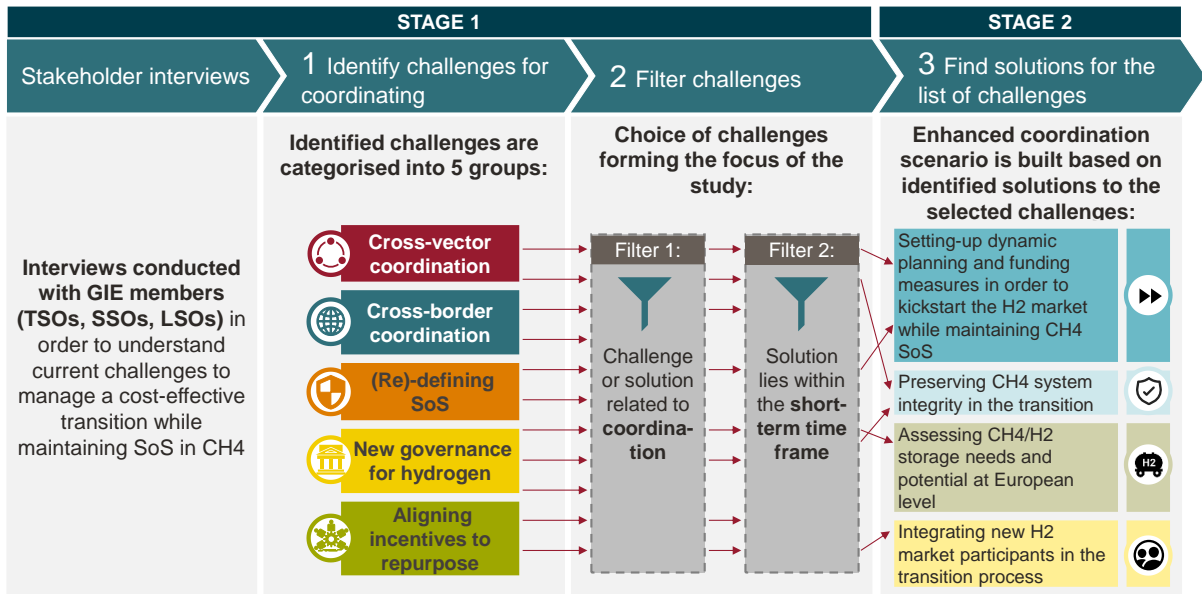 STAGE 1
STAGE 2
Stakeholder interviews
1 Identify challenges for
coordinating
2 Filter challenges
3 Find solutions for the
list of challenges
Interviews conducted
with GIE members
(TSOs, SSOs, LSOs) in
order to understand
current challenges to
manage a cost-effective
transition while
maintaining SoS in CH4
Identified challenges are
categorised into 5 groups:
Cross-vector
coordination
Cross-border
coordination
(Re)-defining
SoS
New governance
for hydrogen
Aligning
incentives to
repurpose
Choice of challenges
forming the focus of the
study:
Filter 1:
Challenge
or solution
related to
coordina-
tion
Filter 2:
Solution
lies within
the short-
term time
frame
Enhanced coordination
scenario is built based on
identified solutions to the
selected challenges:
Setting-up dynamic
planning and funding
measures in order to
kickstart the H2 market
while maintaining CH4
SoS
Preserving CH4 system
integrity in the transition
Assessing CH4/H2
storage needs and
potential at European
level
H2
Integrating new H2
market participants in the
transition process